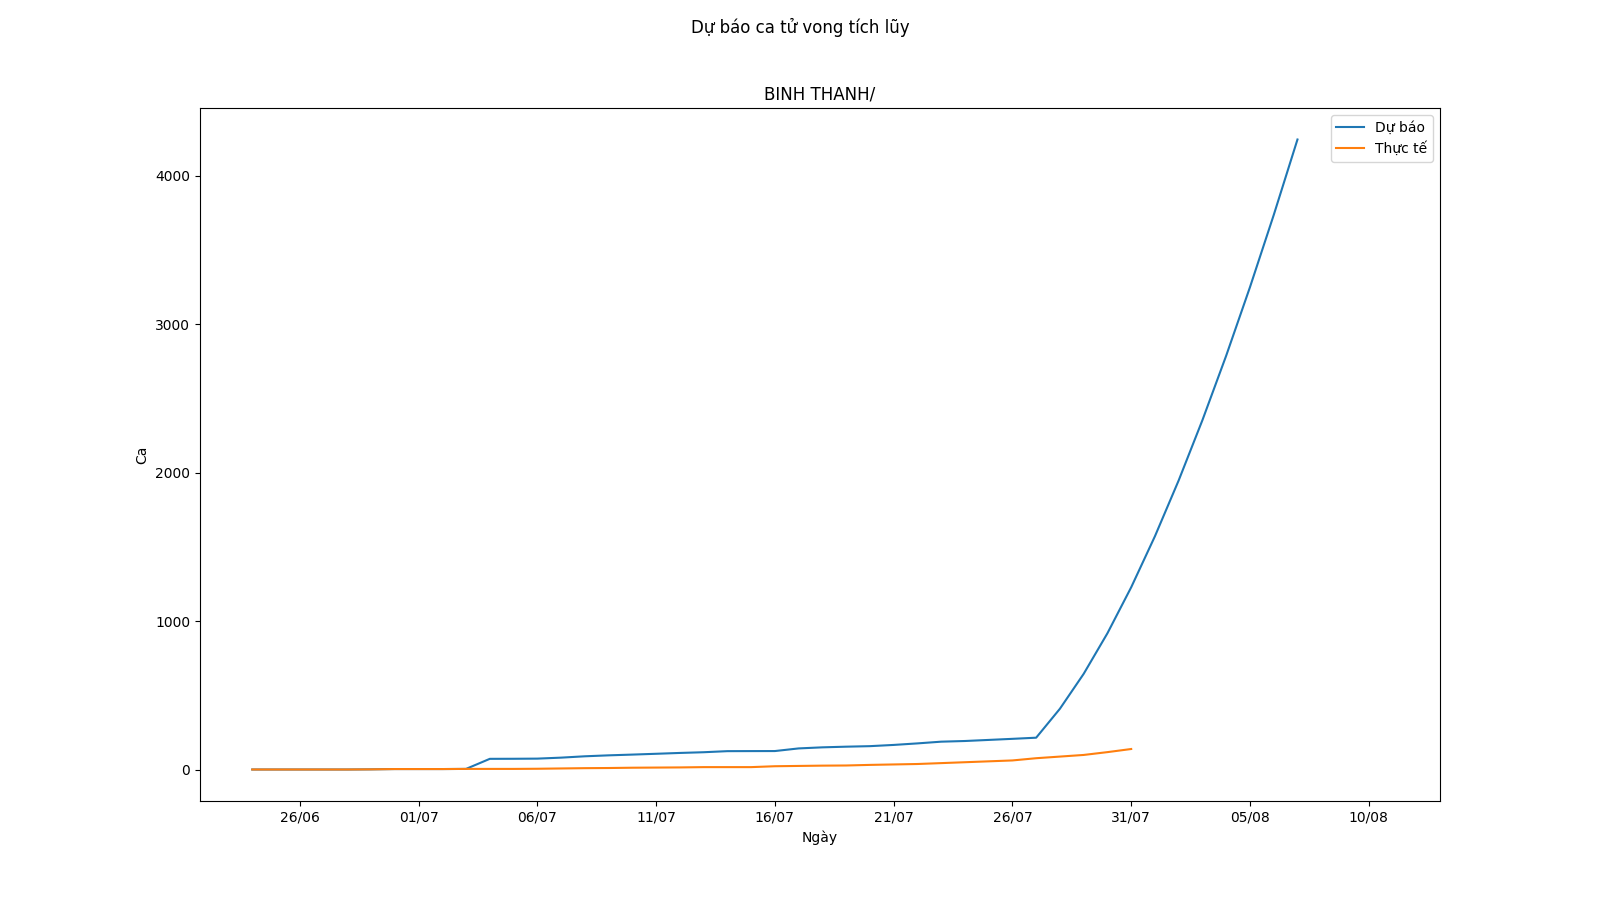 Dự báo ca tử vong tích lũy
BINH THANH/
Dự báo
Thực tế
4000
3000
2000
1000
0
Ca
26/06 01/07 06/07 11/07 16/07 21/07 26/07 31/07 05/08 10/08
Ngày